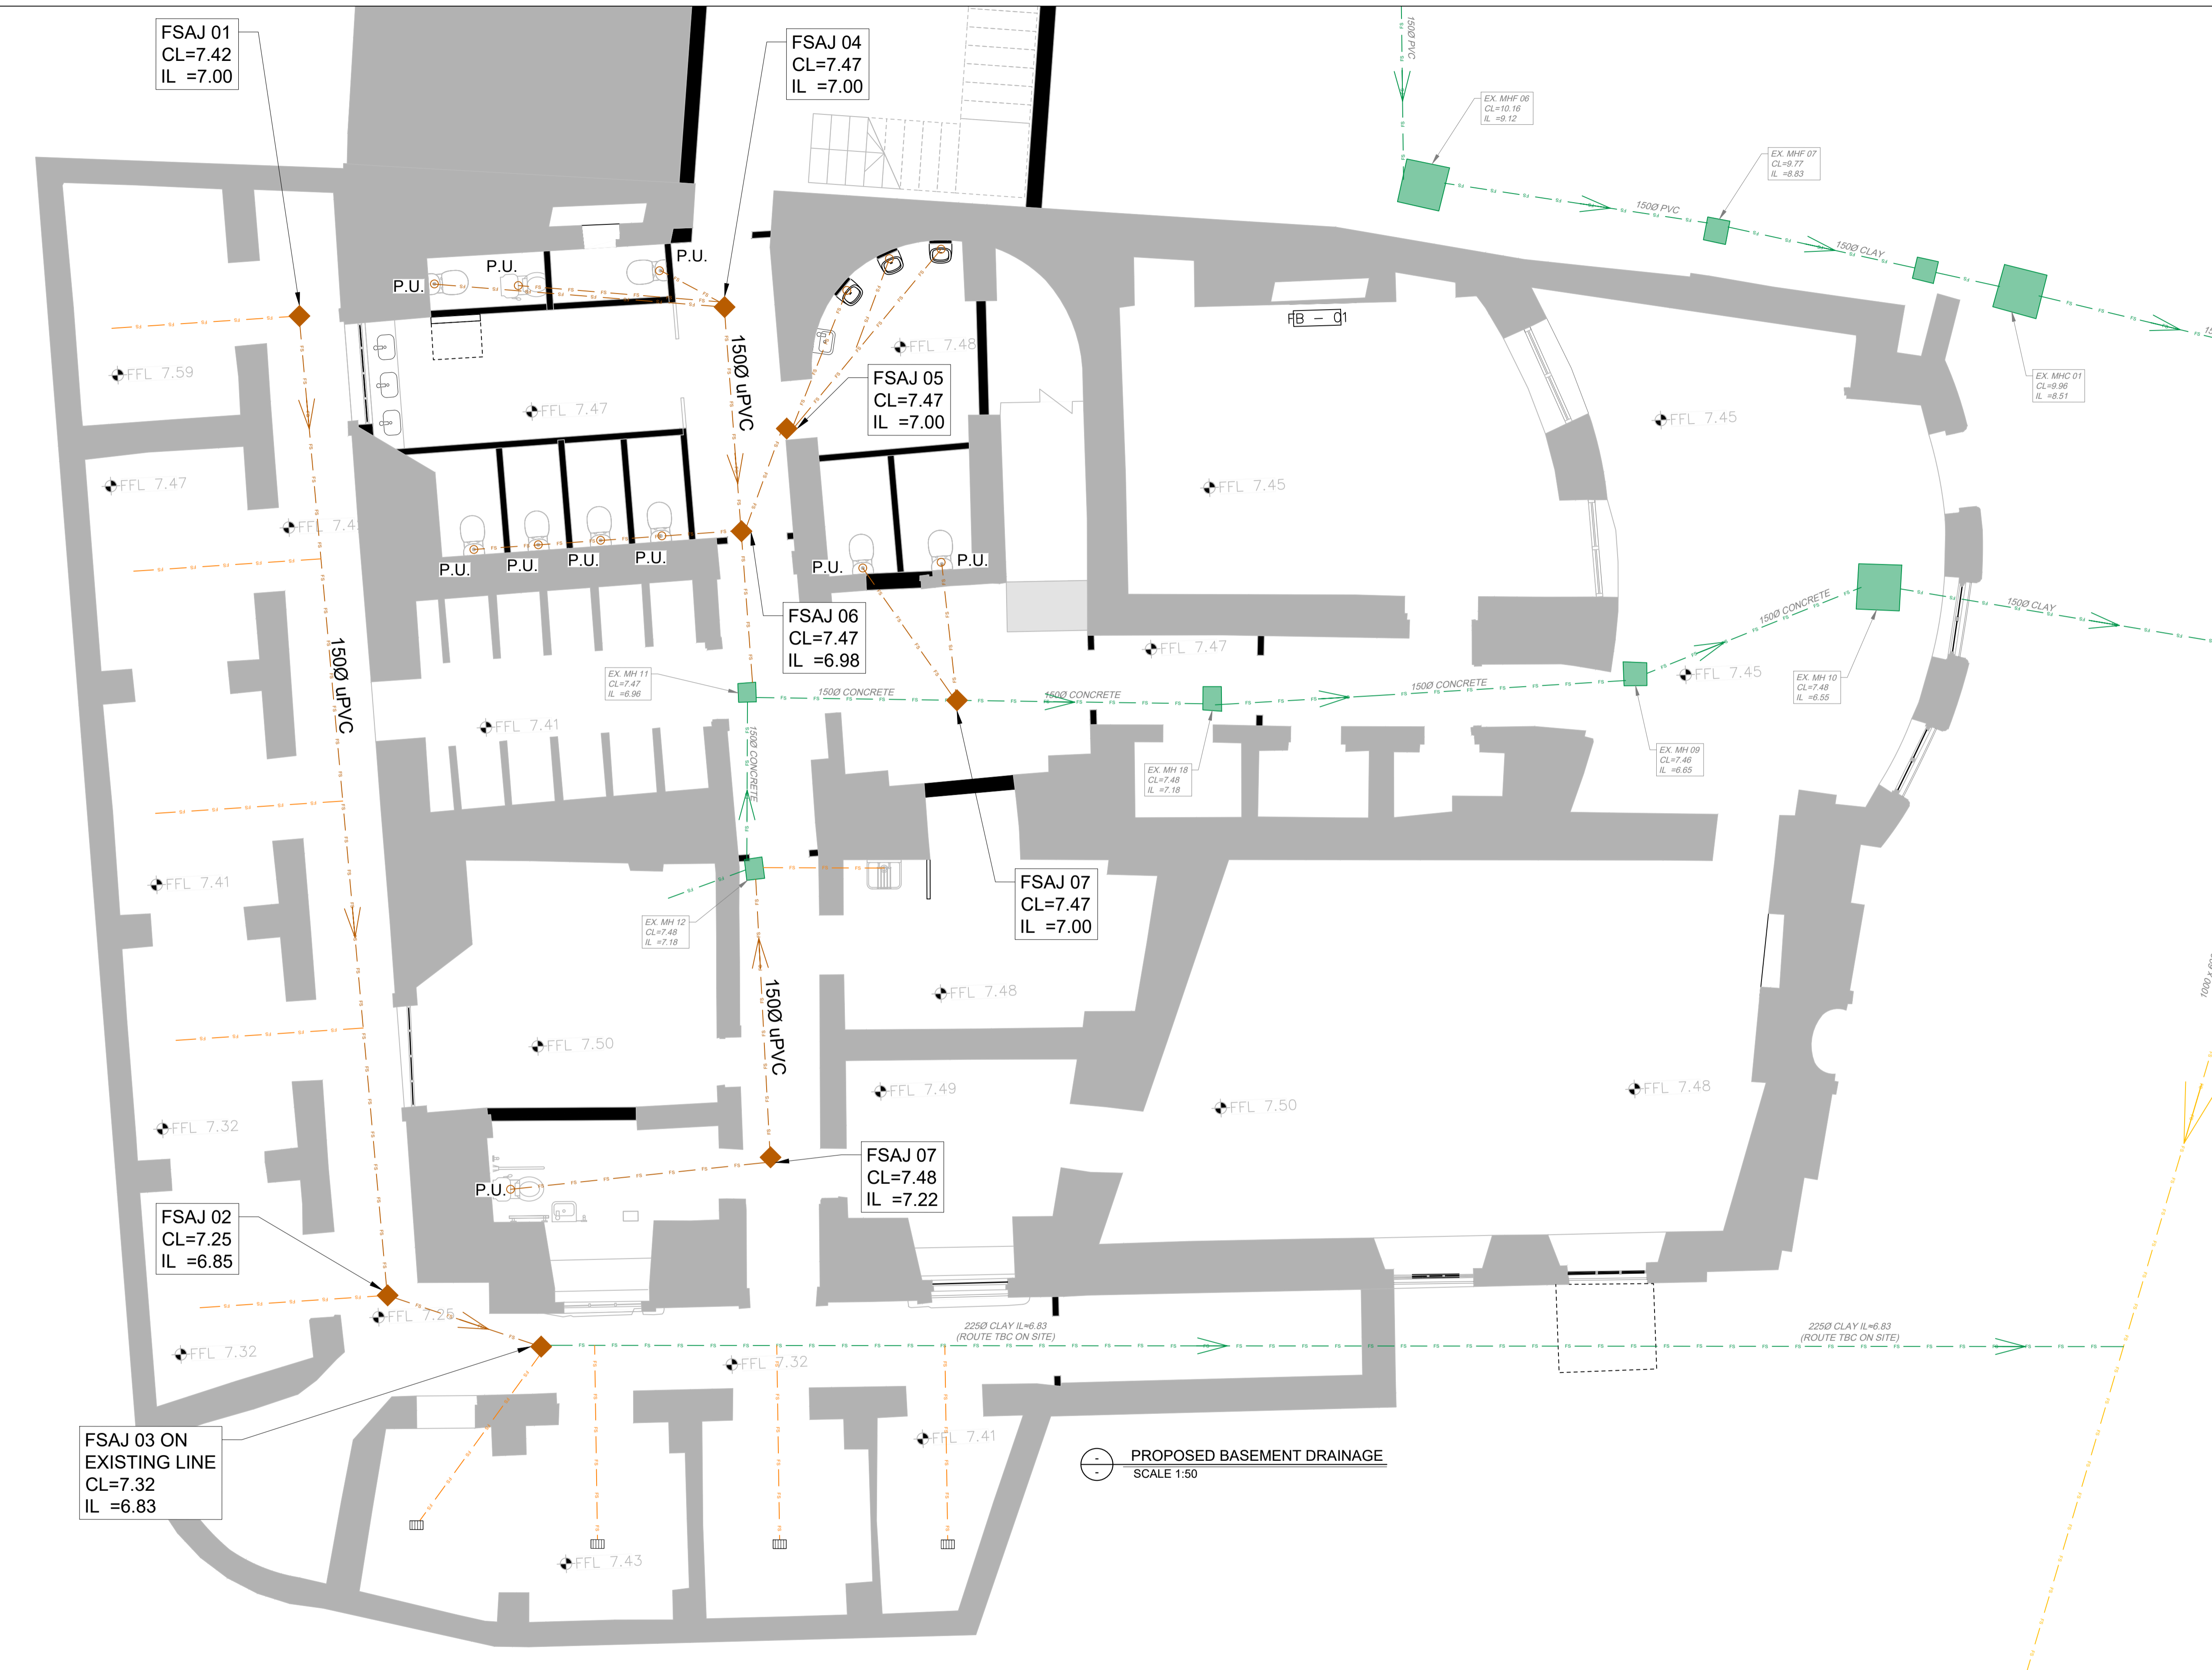 FSAJ 01
CL=7.42
IL =7.00
FSAJ 04
CL=7.47
IL =7.00
150Ø PVC
EX. MHF 06
CL=10.16
IL =9.12
EX. MHF 07
CL=9.77
IL =8.83
150Ø PVC
150Ø CLAY
EX. MHC 01
CL=9.96
IL =8.51
P.U.
P.U.
P.U.
FB - 01
150Ø uPVC
FFL 7.48
FFL 7.59
FSAJ 05
CL=7.47
IL =7.00
FFL 7.47
FFL 7.45
FFL 7.47
FFL 7.45
FFL 7.4
P.U.
P.U.
P.U.
P.U.
P.U.
P.U.
FSAJ 06
CL=7.47
IL =6.98
150Ø CONCRETE
150Ø CLAY
FFL 7.47
FFL 7.45
EX. MH 11
CL=7.47
IL =6.96
EX. MH 10
CL=7.48
IL =6.55
150Ø uPVC
150Ø CONCRETE
150Ø CONCRETE
150Ø CONCRETE
FFL 7.41
150Ø CONCRETE
EX. MH 18
CL=7.48
IL =7.18
EX. MH 09
CL=7.46
IL =6.65
FFL 7.41
FSAJ 07
CL=7.47
IL =7.00
EX. MH 12
CL=7.48
IL =7.18
FFL 7.48
150Ø uPVC
FFL 7.50
FFL 7.49
FFL 7.50
FFL 7.48
FFL 7.32
FSAJ 07
CL=7.48
IL =7.22
P.U.
FSAJ 02
CL=7.25
IL =6.85
FFL 7.25
225Ø CLAY IL=6.83
(ROUTE TBC ON SITE)
225Ø CLAY IL=6.83
(ROUTE TBC ON SITE)
FFL 7.32
FFL 7.32
FSAJ 03 ON
EXISTING LINE
CL=7.32
IL =6.83
FFL 7.41
PROPOSED BASEMENT DRAINAGE
SCALE 1:50
FFL 7.43